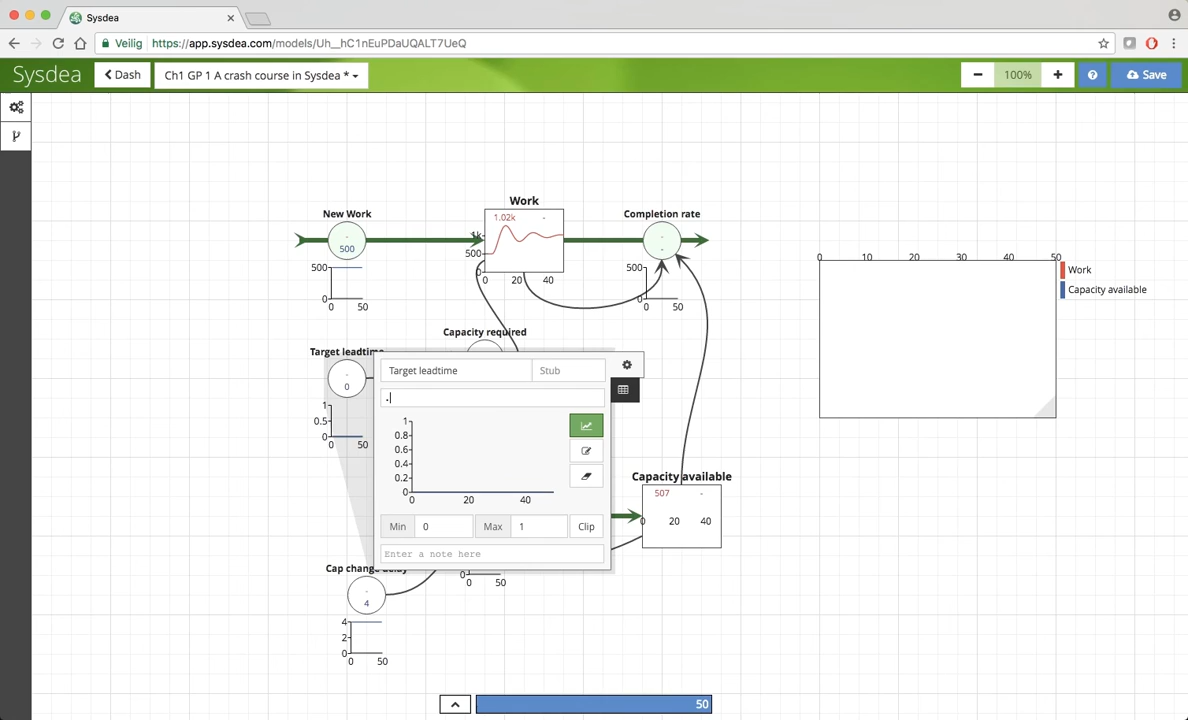 Sysdea
Veilig
https://app.sysdea.com/models/Uh__hC1nEuPDaUQALT7UeQ
Sysdea
Dash
Ch1 GP 1 A crash course in Sysdea *
− 100% +
?
Save
New Work
-
500
500
0
0 50
Work
1.02k -
1k
500
0
0 20 40
Completion rate
-
-
500
0
0 50
0 10 20 30 40 50
Work
Capacity available
Capacity required
Target leadtime
-
0
1
0.5
0
0 50
Target leadtime
Stub
.
1
0.8
0.6
0.4
0.2
0
0 20 40
Min 0 Max 1 Clip
Enter a note here
Capacity available
507 -
0 20 40
Cap change delay
-
4
4
2
0
0 50
0
0 50
50